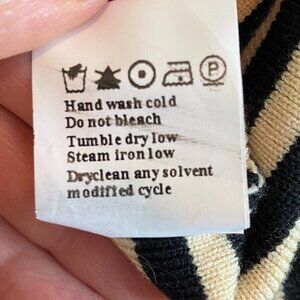 P
Hand wash cold
Do not bleach
Tumble dry low
Steam iron low
Dryclean any solvent
modified cycle